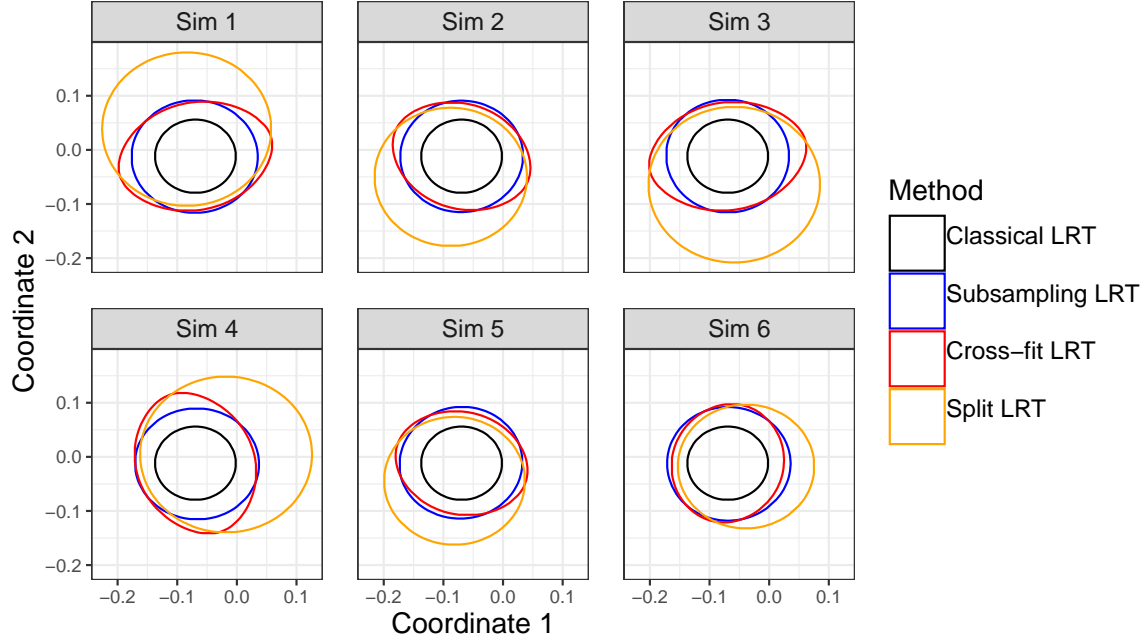 Sim 1
Sim 2
Sim 3
0.1
0.0
−0.1
−0.2
Sim 4
Sim 5
Sim 6
0.1
0.0
−0.1
−0.2
−0.2
−0.1
0.0
0.1
−0.2
−0.1
0.0
0.1
−0.2
−0.1
0.0
0.1
Coordinate 1
Coordinate 2
Method
Classical LRT
Subsampling LRT
Cross−fit LRT
Split LRT